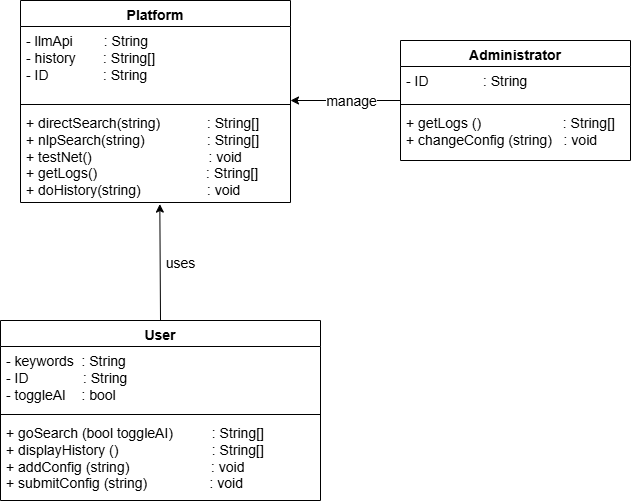 Platform
- llmApi : String
- history : String[]
- ID : String
+ directSearch(string) : String[]
+ nlpSearch(string) : String[]
+ testNet() : void
+ getLogs() : String[]
+ doHistory(string) : void
Administrator
- ID : String
+ getLogs () : String[]
+ changeConfig (string) : void
manage
uses
User
- keywords : String
- ID : String
- toggleAI : bool
+ goSearch (bool toggleAI) : String[]
+ displayHistory () : String[]
+ addConfig (string) : void
+ submitConfig (string) : void